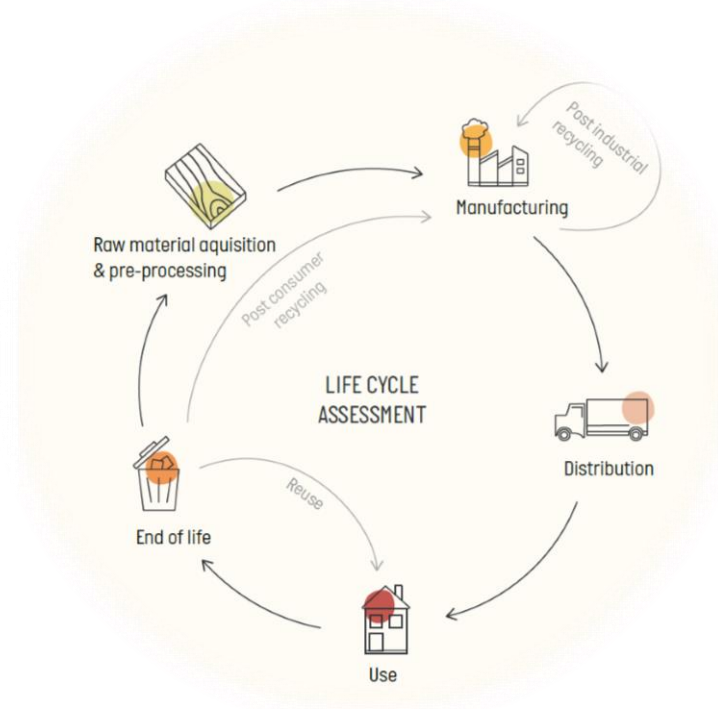 Post industrial
recycling
Manufacturing
Raw material aquisition
& pre-processing
Post consumer
recycling
LIFE CYCLE
ASSESSMENT
Distribution
Reuse
End of life
Use